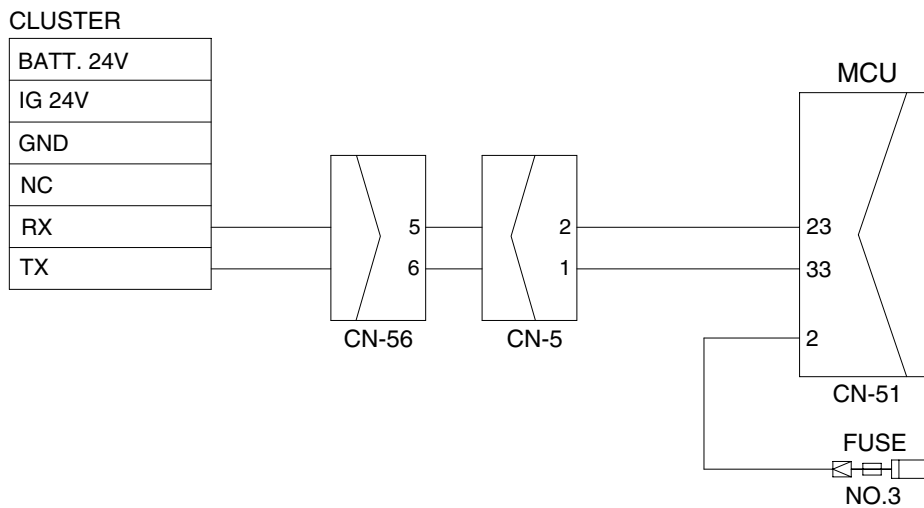 CLUSTER
BATT. 24V
IG 24V
GND
NC
RX
TX
5
6
CN-56
2
1
CN-5
MCU
23
33
2
CN-51
FUSE
NO.3